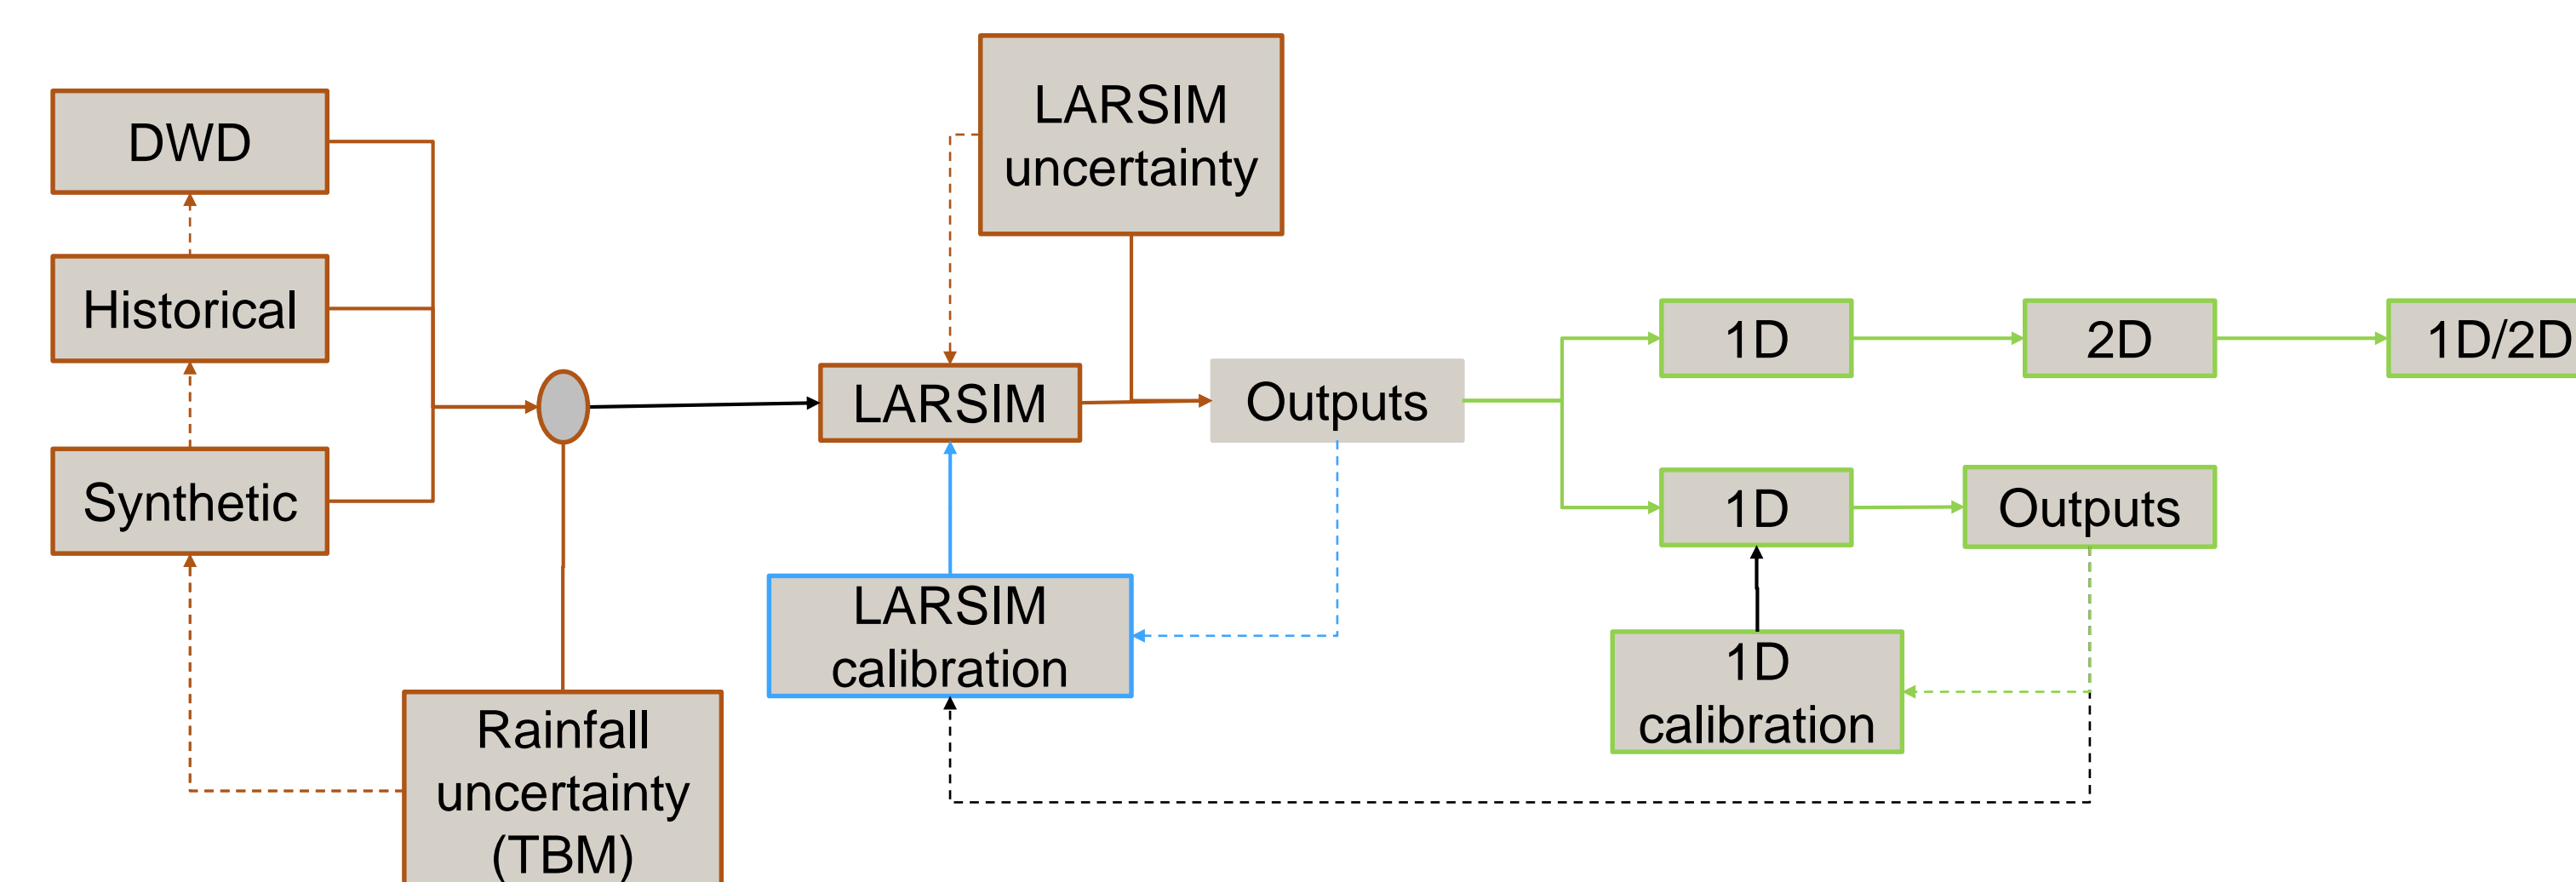 LARSIM
uncertainty
DWD
Historical
Synthetic
LARSIM
Outputs
1D
2D
1D/2D
1D
Outputs
LARSIM
calibration
1D
calibration
Rainfall
uncertainty
(TBM)